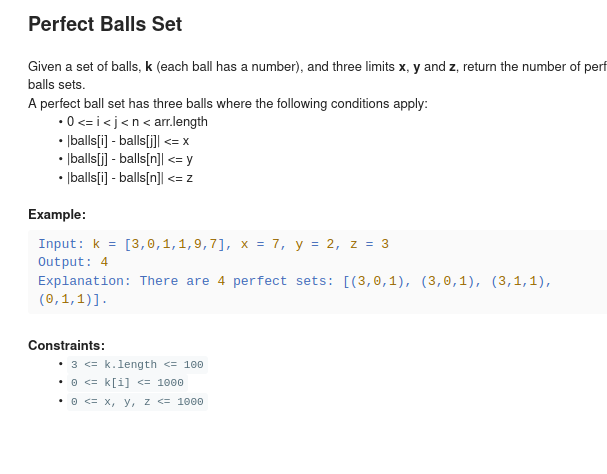 Perfect Balls Set
Given a set of balls, k (each ball has a number), and three limits x, y and z, return the number of perf
balls sets.
A perfect ball set has three balls where the following conditions apply:
• 0 <= i < j < n < arr.length
• |balls[i] - balls[j]| <= x
• |balls[j] - balls[n]| <= y
• |balls[i] - balls[n]| <= z
Example:
Input: k = [3,0,1,1,9,7], x = 7, y = 2, z = 3
Output: 4
Explanation: There are 4 perfect sets: [(3,0,1), (3,0,1), (3,1,1),
(0,1,1)].
Constraints:
• 3 <= k.length <= 100
• 0 <= k[i] <= 1000
• 0 <= x, y, z <= 1000